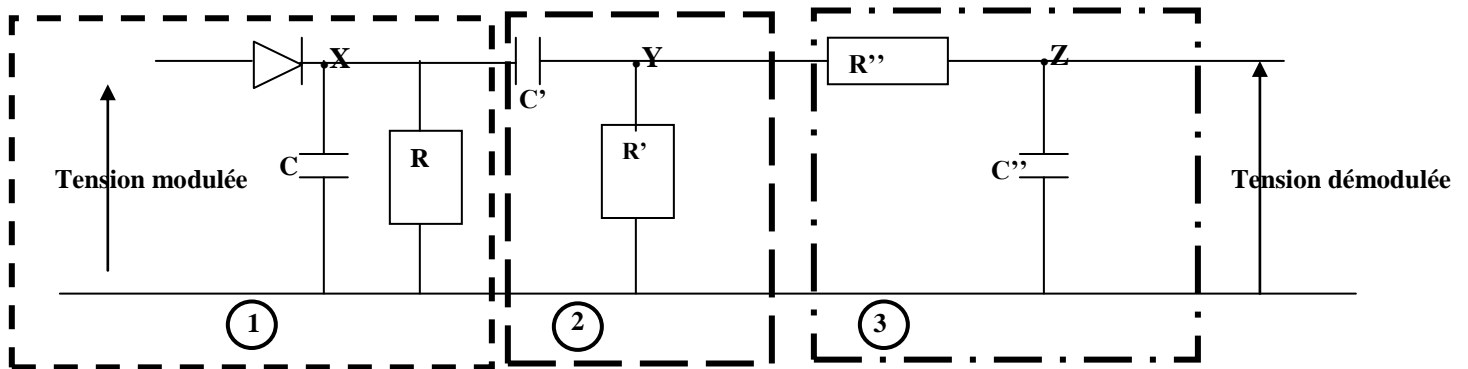 X
Y
R’’
Z
C’
C
R
R’
C’’
Tension modulée
Tension démodulée
1
2
3